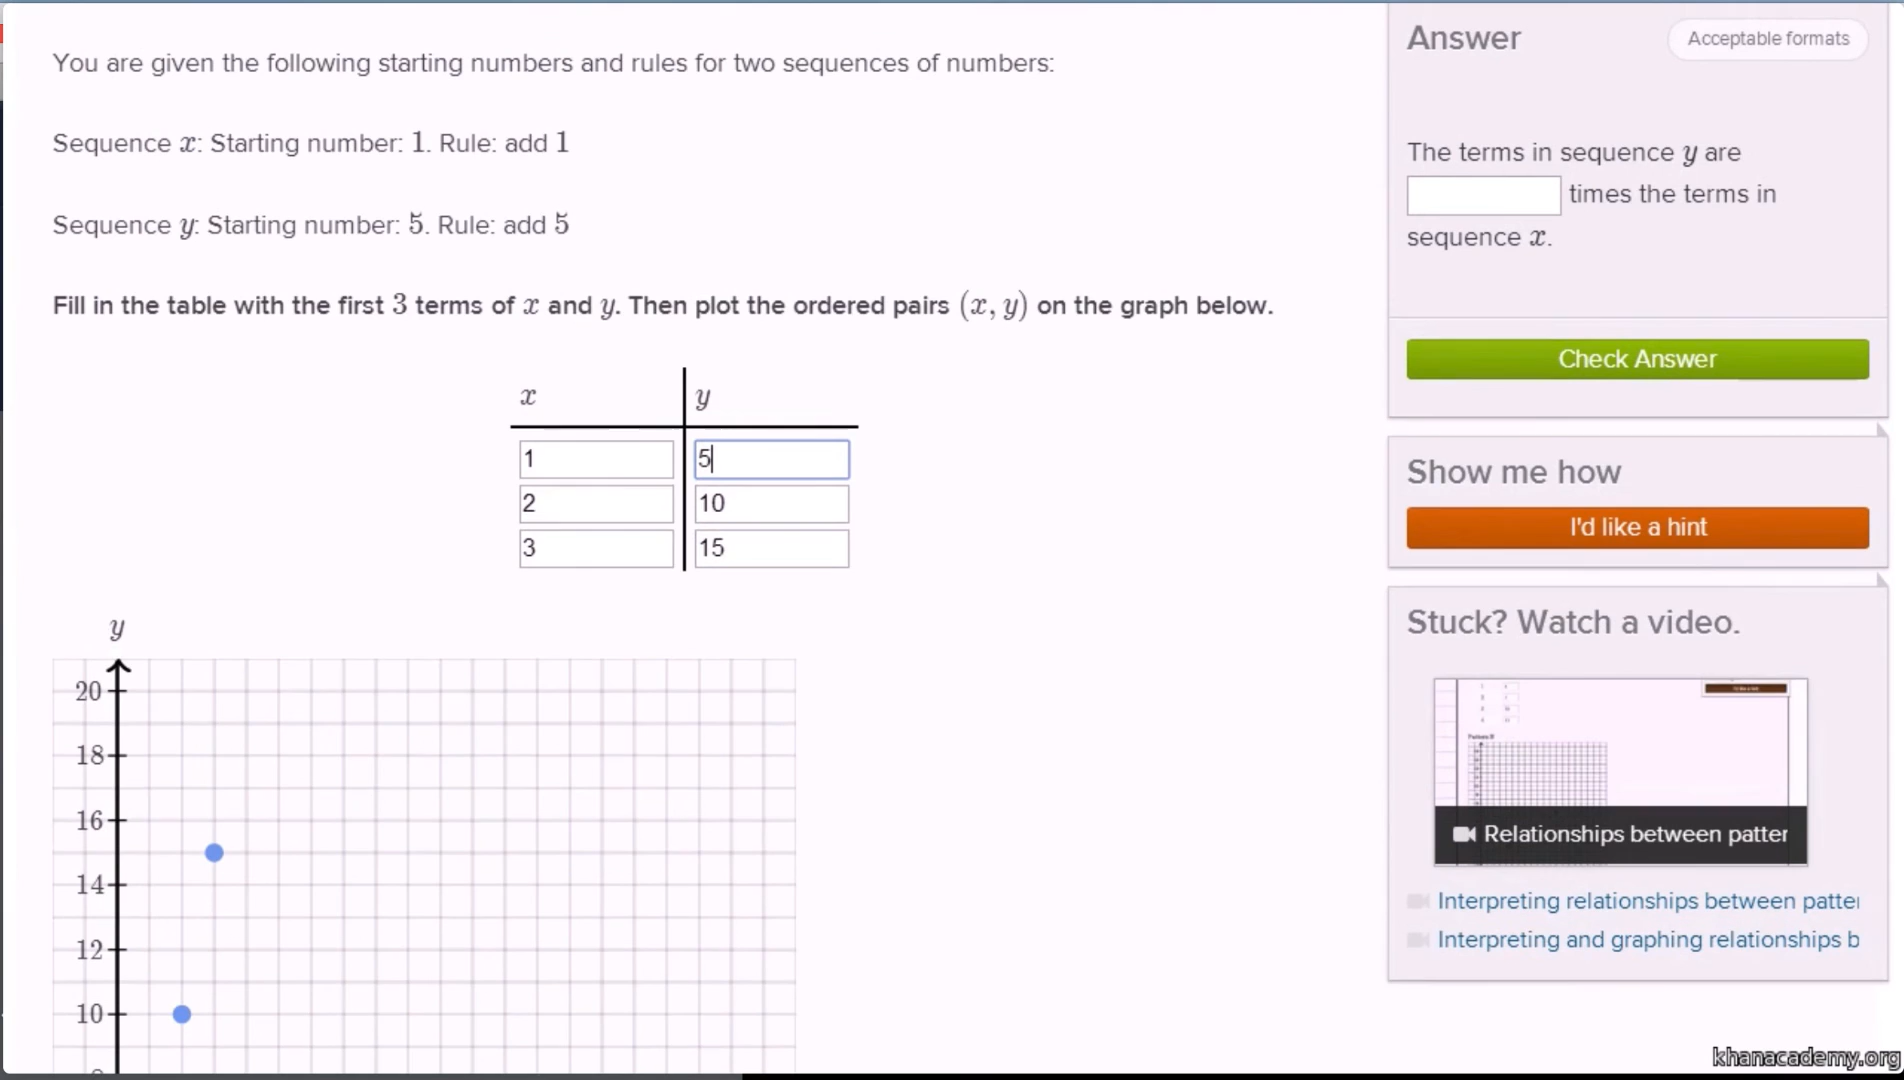 You are given the following starting numbers and rules for two sequences of numbers:
Sequence x: Starting number: 1. Rule: add 1
Sequence y: Starting number: 5. Rule: add 5
Fill in the table with the first 3 terms of x and y. Then plot the ordered pairs (x, y) on the graph below.
x y
1 5
2 10
3 15
y
20
18
16
14
12
10
Answer
Acceptable formats
The terms in sequence y are
times the terms in
sequence x.
Check Answer
Show me how
I'd like a hint
Stuck? Watch a video.
Relationships between patter
Interpreting relationships between patter
Interpreting and graphing relationships b
khanacademy.org